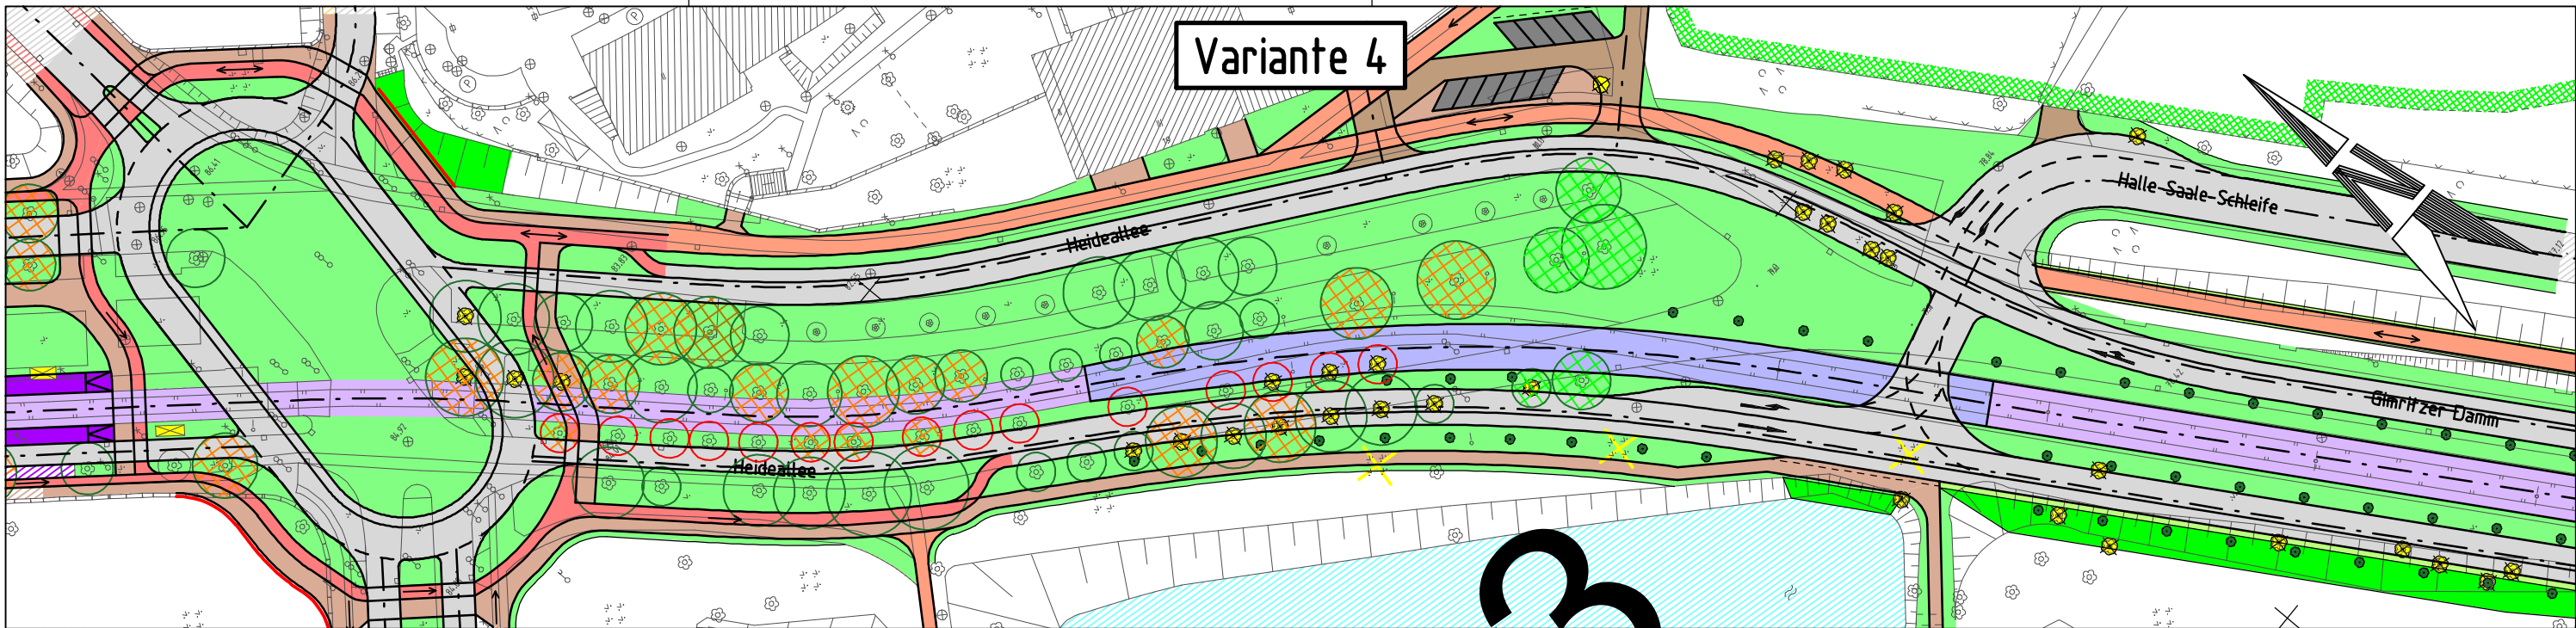 Variante 4
Halle-Saale-Schleife
Heideallee
Gimritzer Damm
Heideallee
3